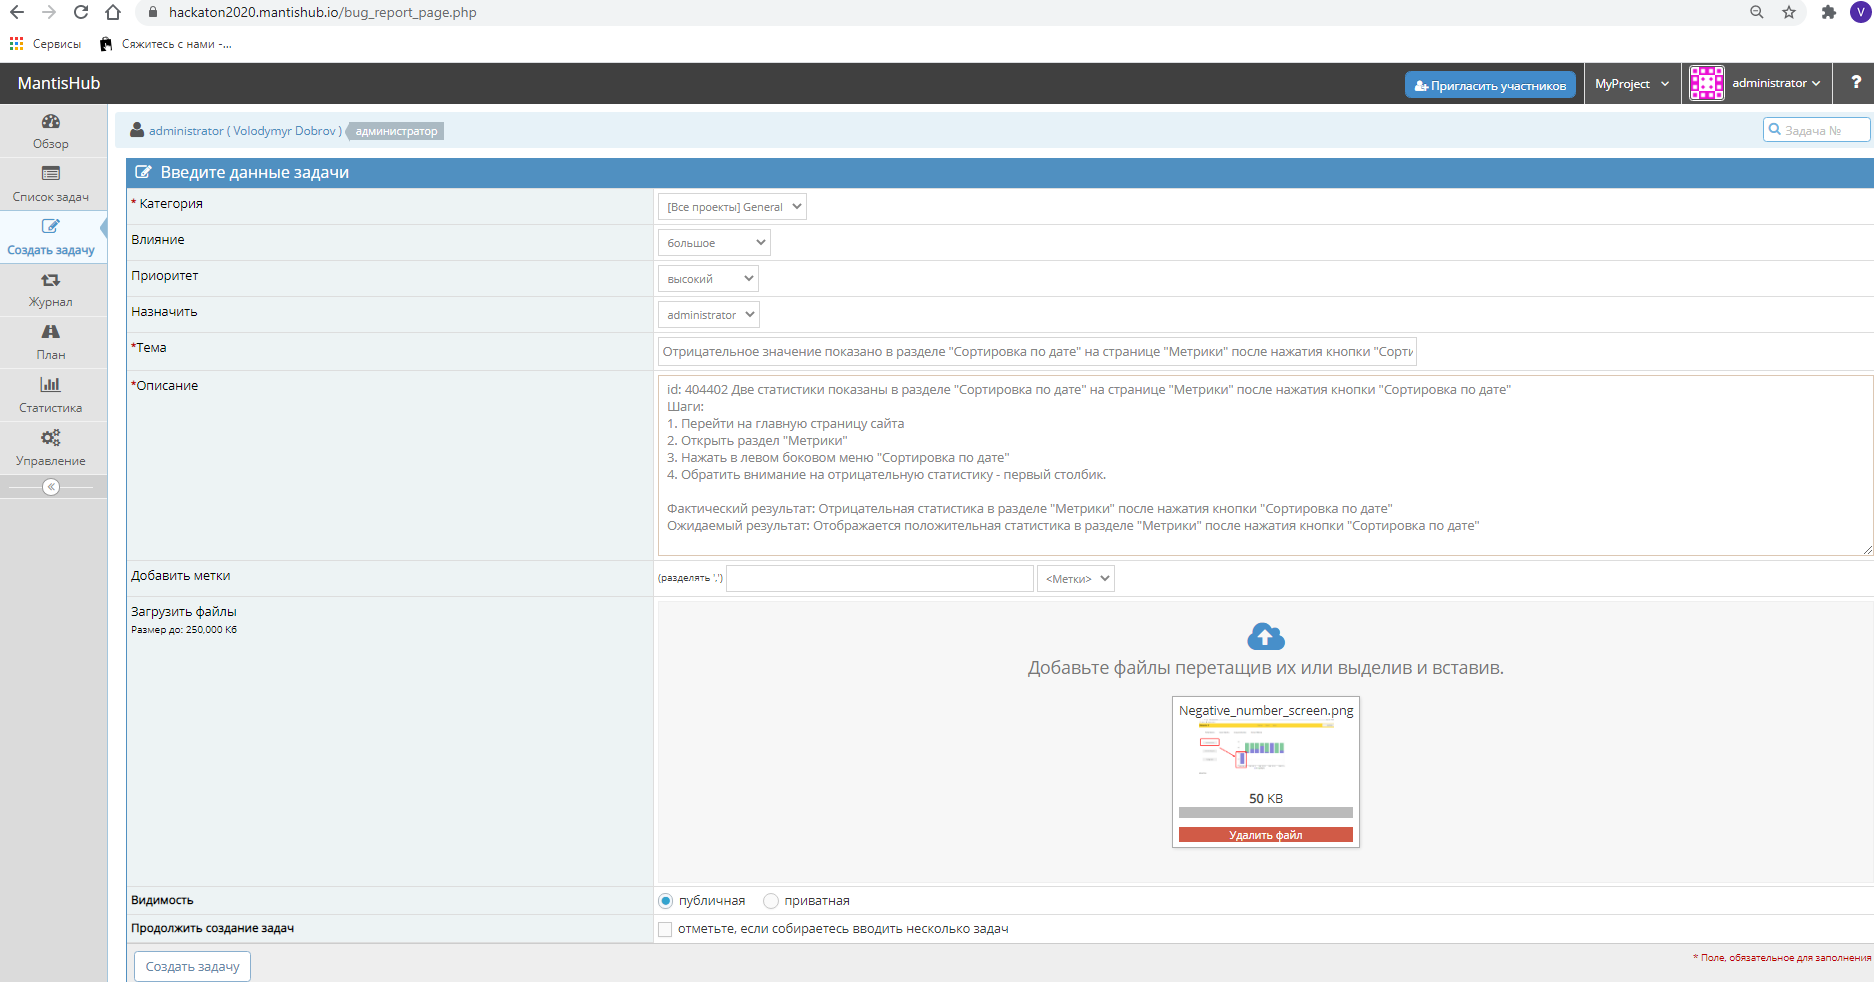 hackaton2020.mantishub.io/bug_report_page.php
V
Сервисы
Сяжитесь с нами -...
MantisHub
Пригласить участников
MyProject
administrator
?
Обзор
Список задач
Создать задачу
Журнал
План
Статистика
Управление
administrator ( Volodymyr Dobrov )
администратор
Задача №
Введите данные задачи
* Категория
[Все проекты] General
Влияние
большое
Приоритет
высокий
Назначить
administrator
*Тема
Отрицательное значение показано в разделе "Сортировка по дате" на странице "Метрики" после нажатия кнопки "Сорти
*Описание
id: 404402 Две статистики показаны в разделе "Сортировка по дате" на странице "Метрики" после нажатия кнопки "Сортировка по дате"
Шаги:
1. Перейти на главную страницу сайта
2. Открыть раздел "Метрики"
3. Нажать в левом боковом меню "Сортировка по дате"
4. Обратить внимание на отрицательную статистику - первый столбик.
Фактический результат: Отрицательная статистика в разделе "Метрики" после нажатия кнопки "Сортировка по дате"
Ожидаемый результат: Отображается положительная статистика в разделе "Метрики" после нажатия кнопки "Сортировка по дате"
Добавить метки
(разделять ',')
<Метки>
Загрузить файлы
Размер до: 250,000 Кб
Добавьте файлы перетащив их или выделив и вставив.
Negative_number_screen.png
50 KB
Удалить файл
Видимость
публичная
приватная
Продолжить создание задач
отметьте, если собираетесь вводить несколько задач
Создать задачу
* Поле, обязательное для заполнения